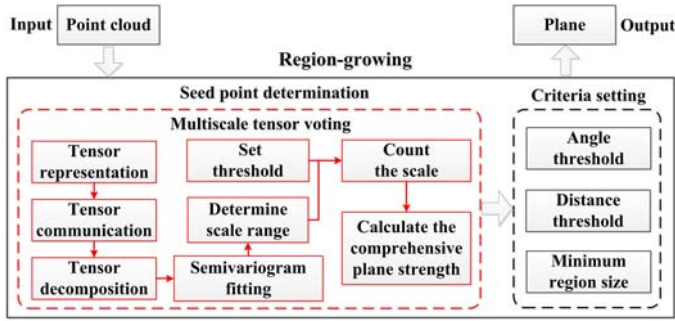 Input
Point cloud
Plane
Output
Region-growing
Seed point determination
Criteria setting
Multiscale tensor voting
Tensor
representation
Set
threshold
Count
the scale
Angle
threshold
Tensor
communication
Determine
scale range
Calculate the
comprehensive
plane strength
Distance
threshold
Tensor
decomposition
Semivariogram
fitting
Minimum
region size